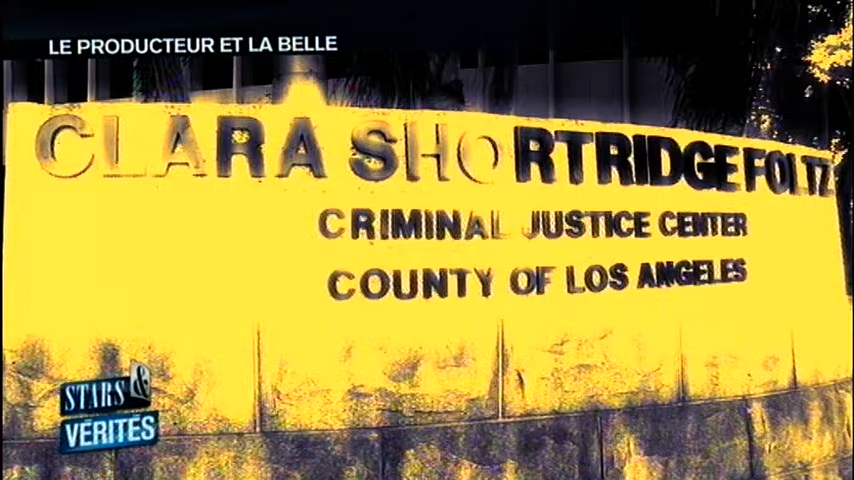 LE PRODUCTEUR ET LA BELLE
CLARA SHORTRIDGE FOLTZ
CRIMINAL JUSTICE CENTER
COUNTY OF LOS ANGELES
STARS &
VÉRITÉS